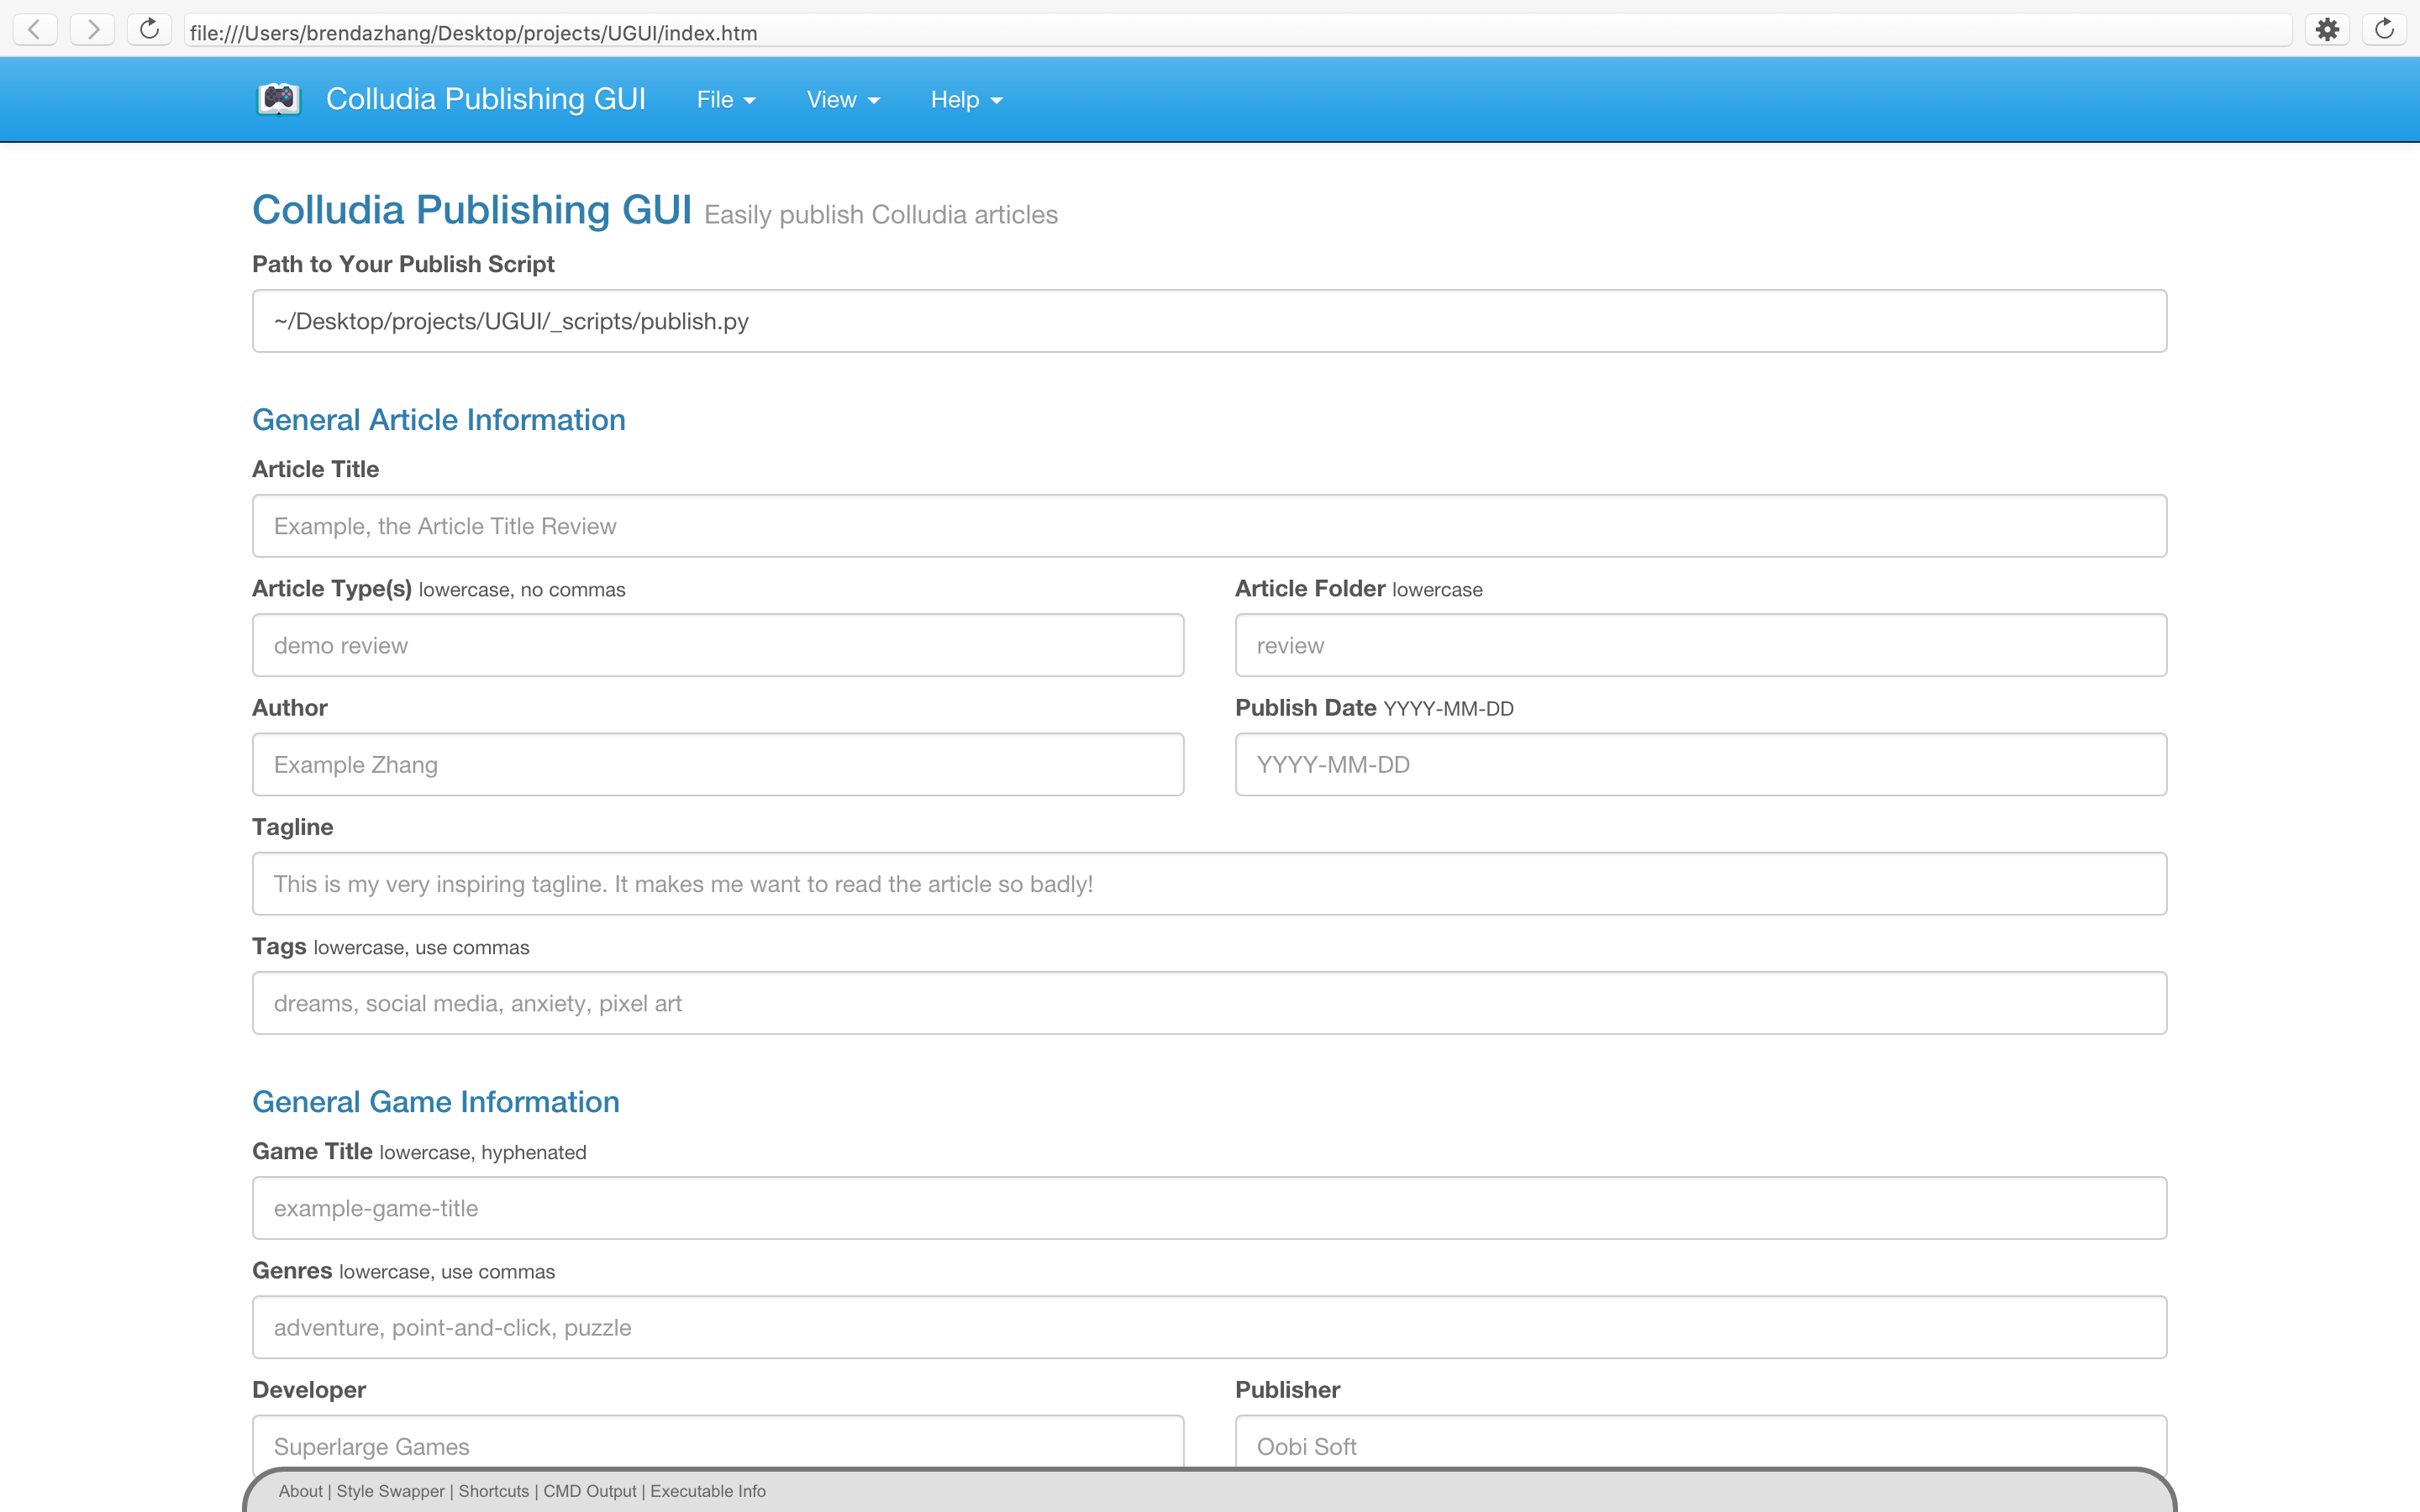 file:///Users/brendazhang/Desktop/projects/UGUI/index.htm
Colludia Publishing GUI File View Help
Colludia Publishing GUI Easily publish Colludia articles
Path to Your Publish Script
~/Desktop/projects/UGUI/_scripts/publish.py
General Article Information
Article Title
Example, the Article Title Review
Article Type(s) lowercase, no commas Article Folder lowercase
demo review review
Author Publish Date YYYY-MM-DD
Example Zhang YYYY-MM-DD
Tagline
This is my very inspiring tagline. It makes me want to read the article so badly!
Tags lowercase, use commas
dreams, social media, anxiety, pixel art
General Game Information
Game Title lowercase, hyphenated
example-game-title
Genres lowercase, use commas
adventure, point-and-click, puzzle
Developer Publisher
Superlarge Games Oobi Soft
About | Style Swapper | Shortcuts | CMD Output | Executable Info